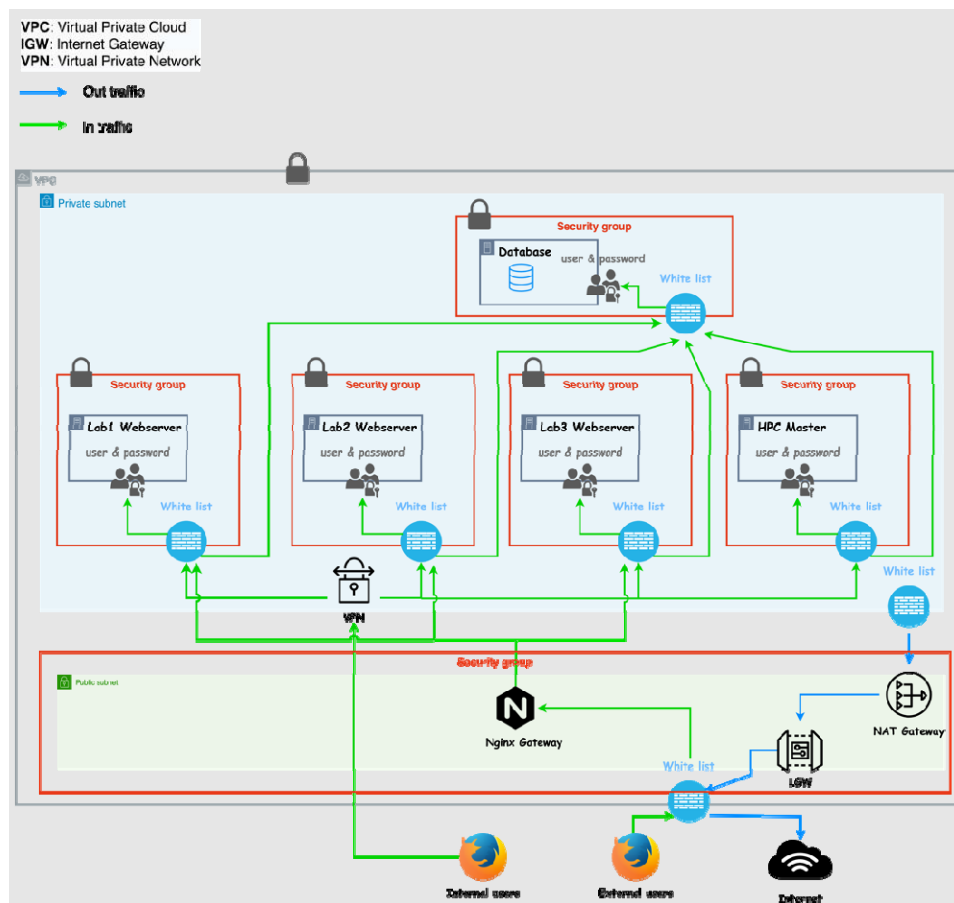 VPC: Virtual Private Cloud
IGW: Internet Gateway
VPN: Virtual Private Network
Out traffic
In traffic
VPC
Private subnet
Security group
Database
user & password
White list
Security group
Security group
Security group
Security group
Lab1 Webserver
Lab2 Webserver
Lab3 Webserver
HPC Master
user & password
user & password
user & password
user & password
White list
White list
White list
White list
White list
VPN
Security group
Public subnet
Nginx Gateway
NAT Gateway
White list
IGW
Internal users
External users
Internet